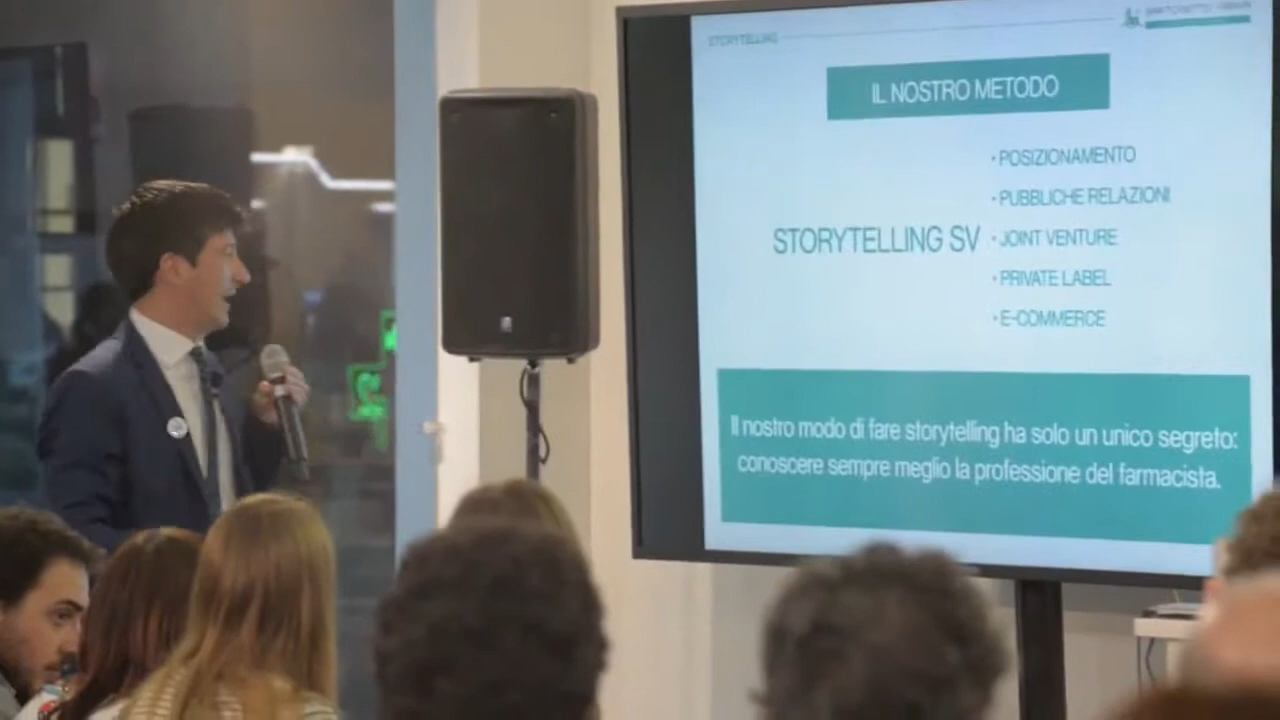 STORYTELLING
IL NOSTRO METODO
• POSIZIONAMENTO
• PUBBLICHE RELAZIONI
STORYTELLING SV • JOINT VENTURE
• PRIVATE LABEL
• E-COMMERCE
Il nostro modo di fare storytelling ha solo un unico segreto:
conoscere sempre meglio la professione del farmacista.